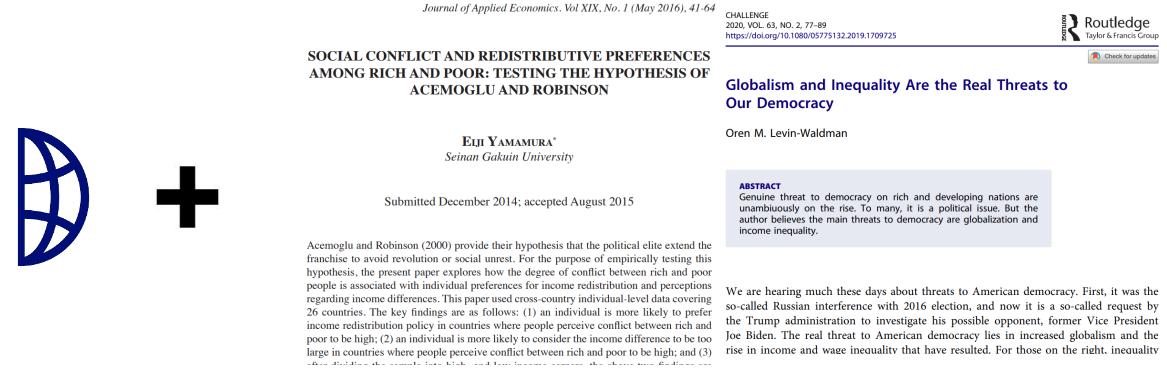 Journal of Applied Economics. Vol XIX, No. 1 (May 2016), 41-64
SOCIAL CONFLICT AND REDISTRIBUTIVE PREFERENCES
AMONG RICH AND POOR: TESTING THE HYPOTHESIS OF
ACEMOGLU AND ROBINSON
EIJI YAMAMURA*
Seinan Gakuin University
Submitted December 2014; accepted August 2015
Acemoglu and Robinson (2000) provide their hypothesis that the political elite extend the
franchise to avoid revolution or social unrest. For the purpose of empirically testing this
hypothesis, the present paper explores how the degree of conflict between rich and poor
people is associated with individual preferences for income redistribution and perceptions
regarding income differences. This paper used cross-country individual-level data covering
26 countries. The key findings are as follows: (1) an individual is more likely to prefer
income redistribution policy in countries where people perceive conflict between rich and
poor to be high; (2) an individual is more likely to consider the income difference to be too
large in countries where people perceive conflict between rich and poor to be high; and (3)
after dividing the sample into high- and low-income earners, the above two findings are
CHALLENGE
2020, VOL. 63, NO. 2, 77–89
https://doi.org/10.1080/05775132.2019.1709725
ROUTLEDGE
Routledge
Taylor & Francis Group
Check for updates
Globalism and Inequality Are the Real Threats to
Our Democracy
Oren M. Levin-Waldman
ABSTRACT
Genuine threat to democracy on rich and developing nations are
unambiuously on the rise. To many, it is a political issue. But the
author believes the main threats to democracy are globalization and
income inequality.
We are hearing much these days about threats to American democracy. First, it was the
so-called Russian interference with 2016 election, and now it is a so-called request by
the Trump administration to investigate his possible opponent, former Vice President
Joe Biden. The real threat to American democracy lies in increased globalism and the
rise in income and wage inequality that have resulted. For those on the right, inequality